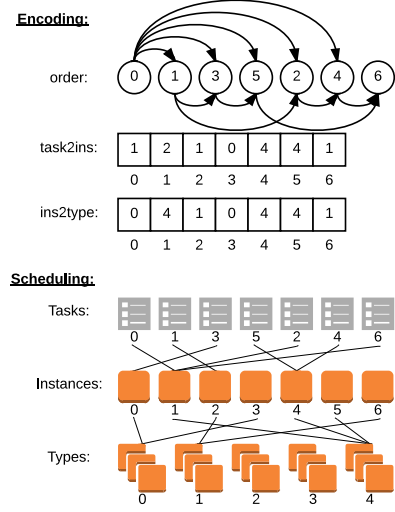 Encoding:
order: 0 1 3 5 2 4 6
task2ins: 1 2 1 0 4 4 1
0 1 2 3 4 5 6
ins2type: 0 4 1 0 4 4 1
0 1 2 3 4 5 6
Scheduling:
Tasks:
0 1 3 5 2 4 6
Instances:
0 1 2 3 4 5 6
Types:
0 1 2 3 4